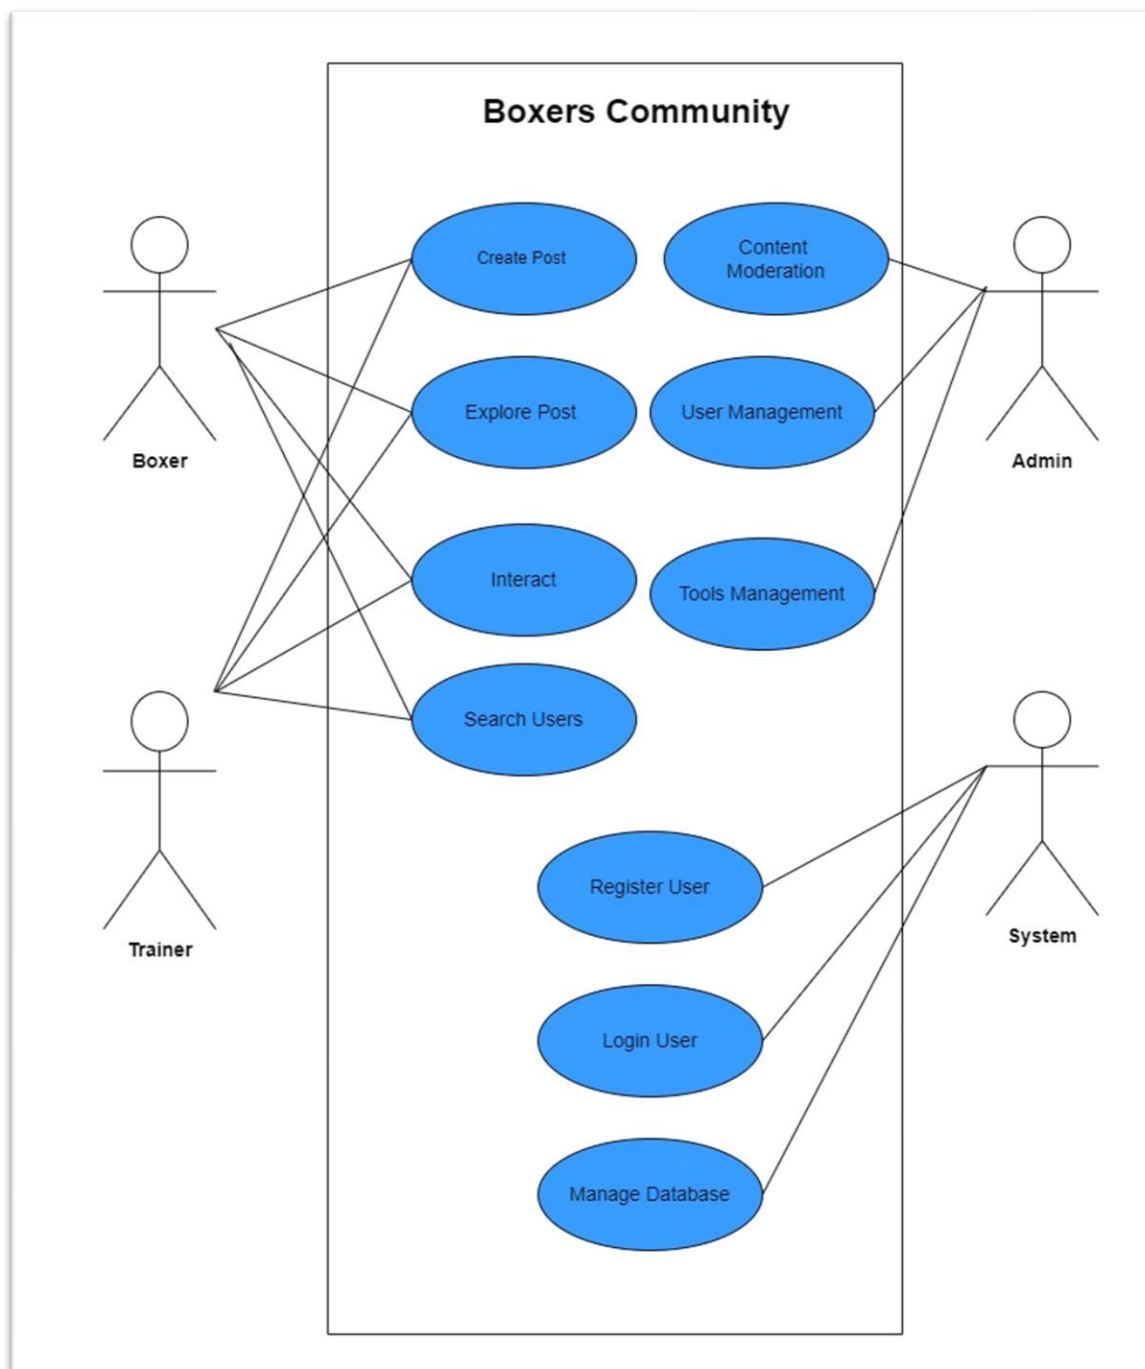 Boxers Community
Create Post
Content
Moderation
Explore Post
User Management
Boxer
Admin
Interact
Tools Management
Search Users
Register User
Trainer
System
Login User
Manage Database